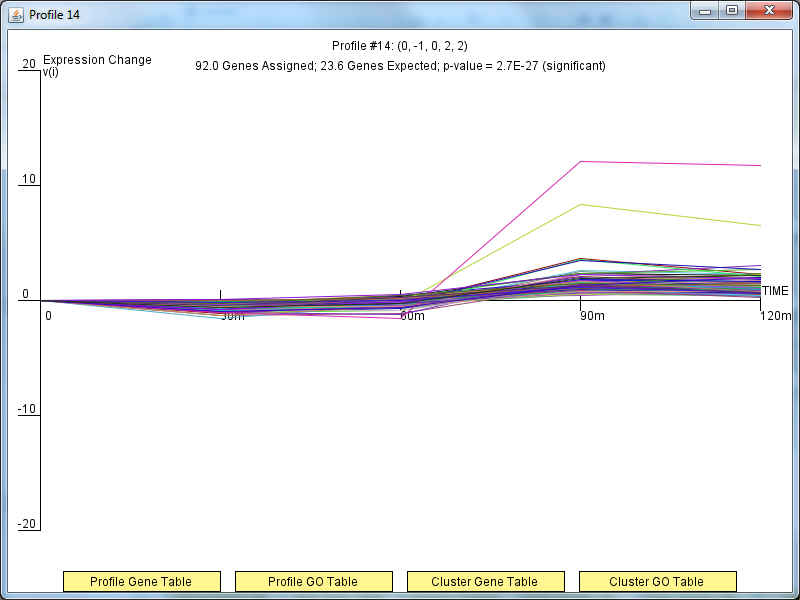 Profile 14
Profile #14: (0, -1, 0, 2, 2)
92.0 Genes Assigned; 23.6 Genes Expected; p-value = 2.7E-27 (significant)
Expression Change
v(i)
20
10
0
-10
-20
TIME
0 30m 60m 90m 120m
Profile Gene Table Profile GO Table Cluster Gene Table Cluster GO Table